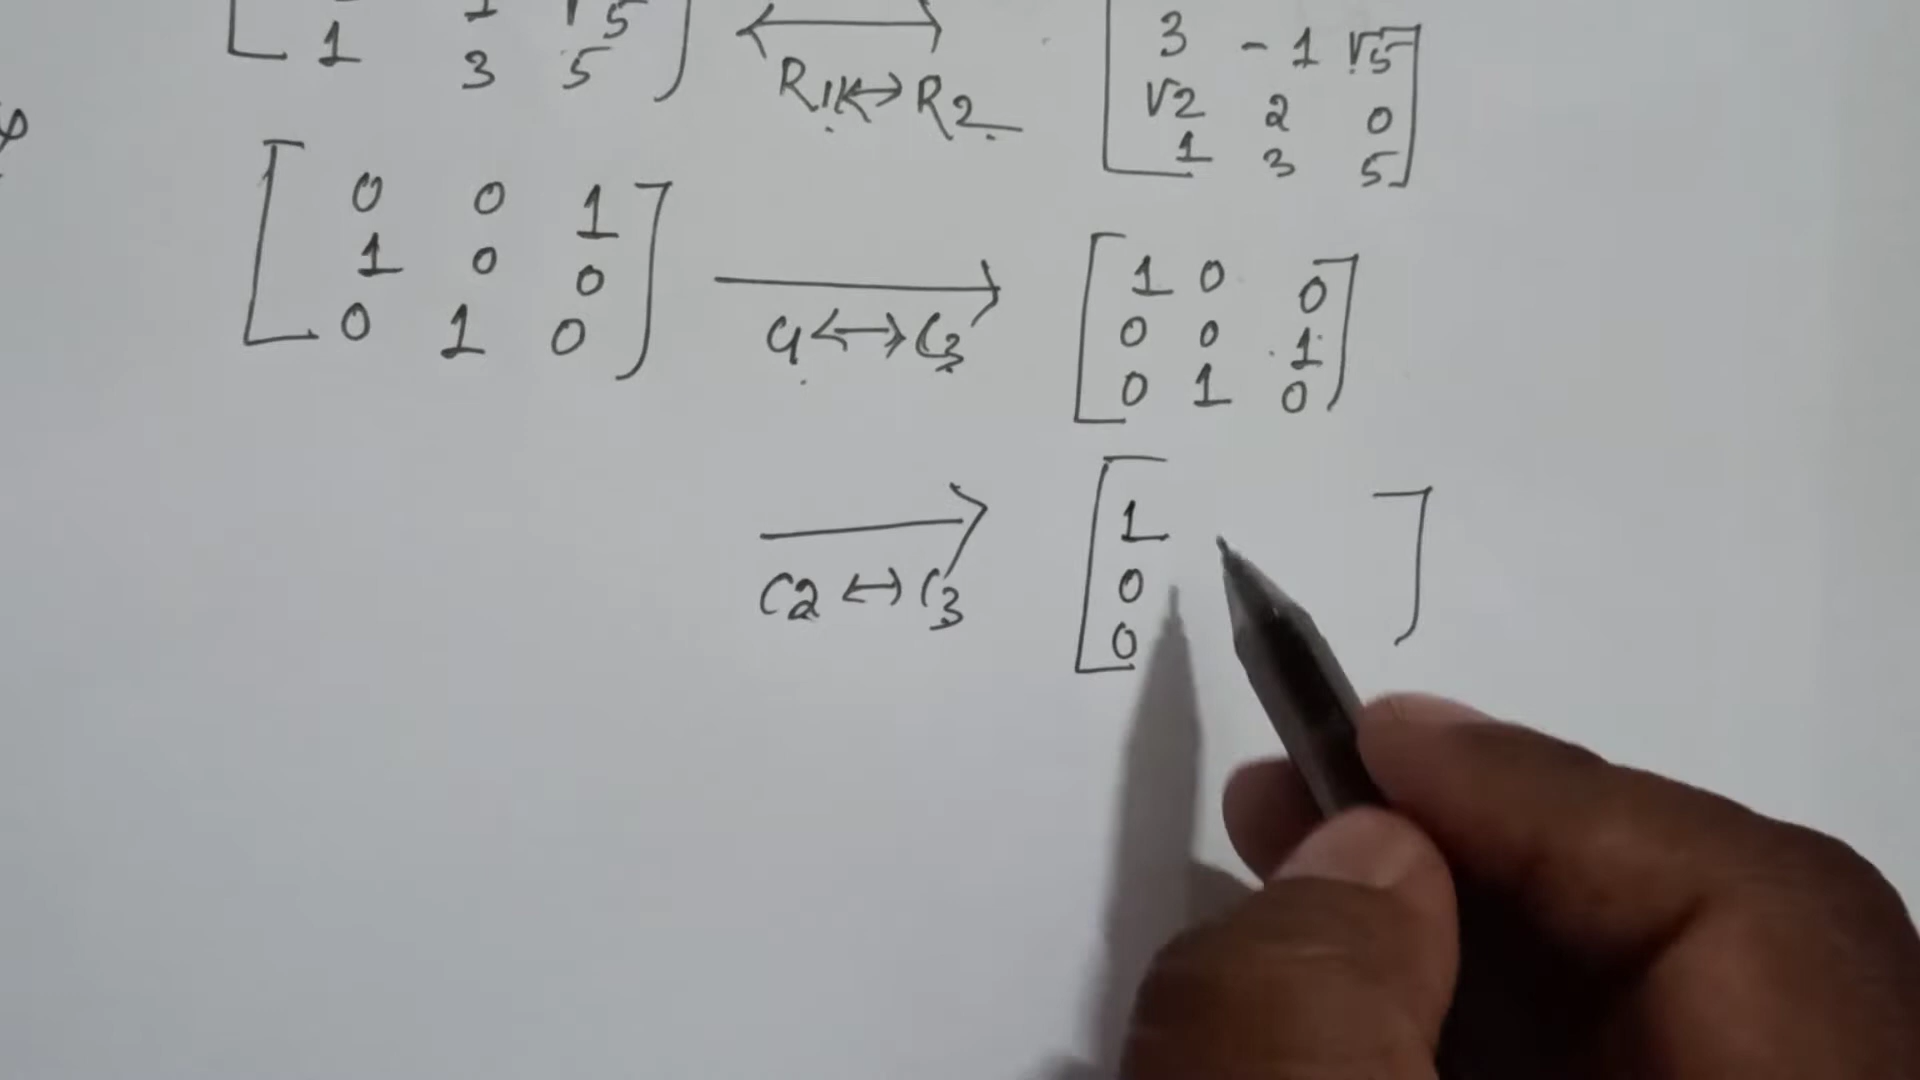 1 √5
1 3 5
R1 ↔ R2
3 -1 √5
√2 2 0
1 3 5
φ
0 0 1
1 0 0
0 1 0
C1 ↔ C3
1 0 0
0 0 1
0 1 0
C2 ↔ C3
1
0
0